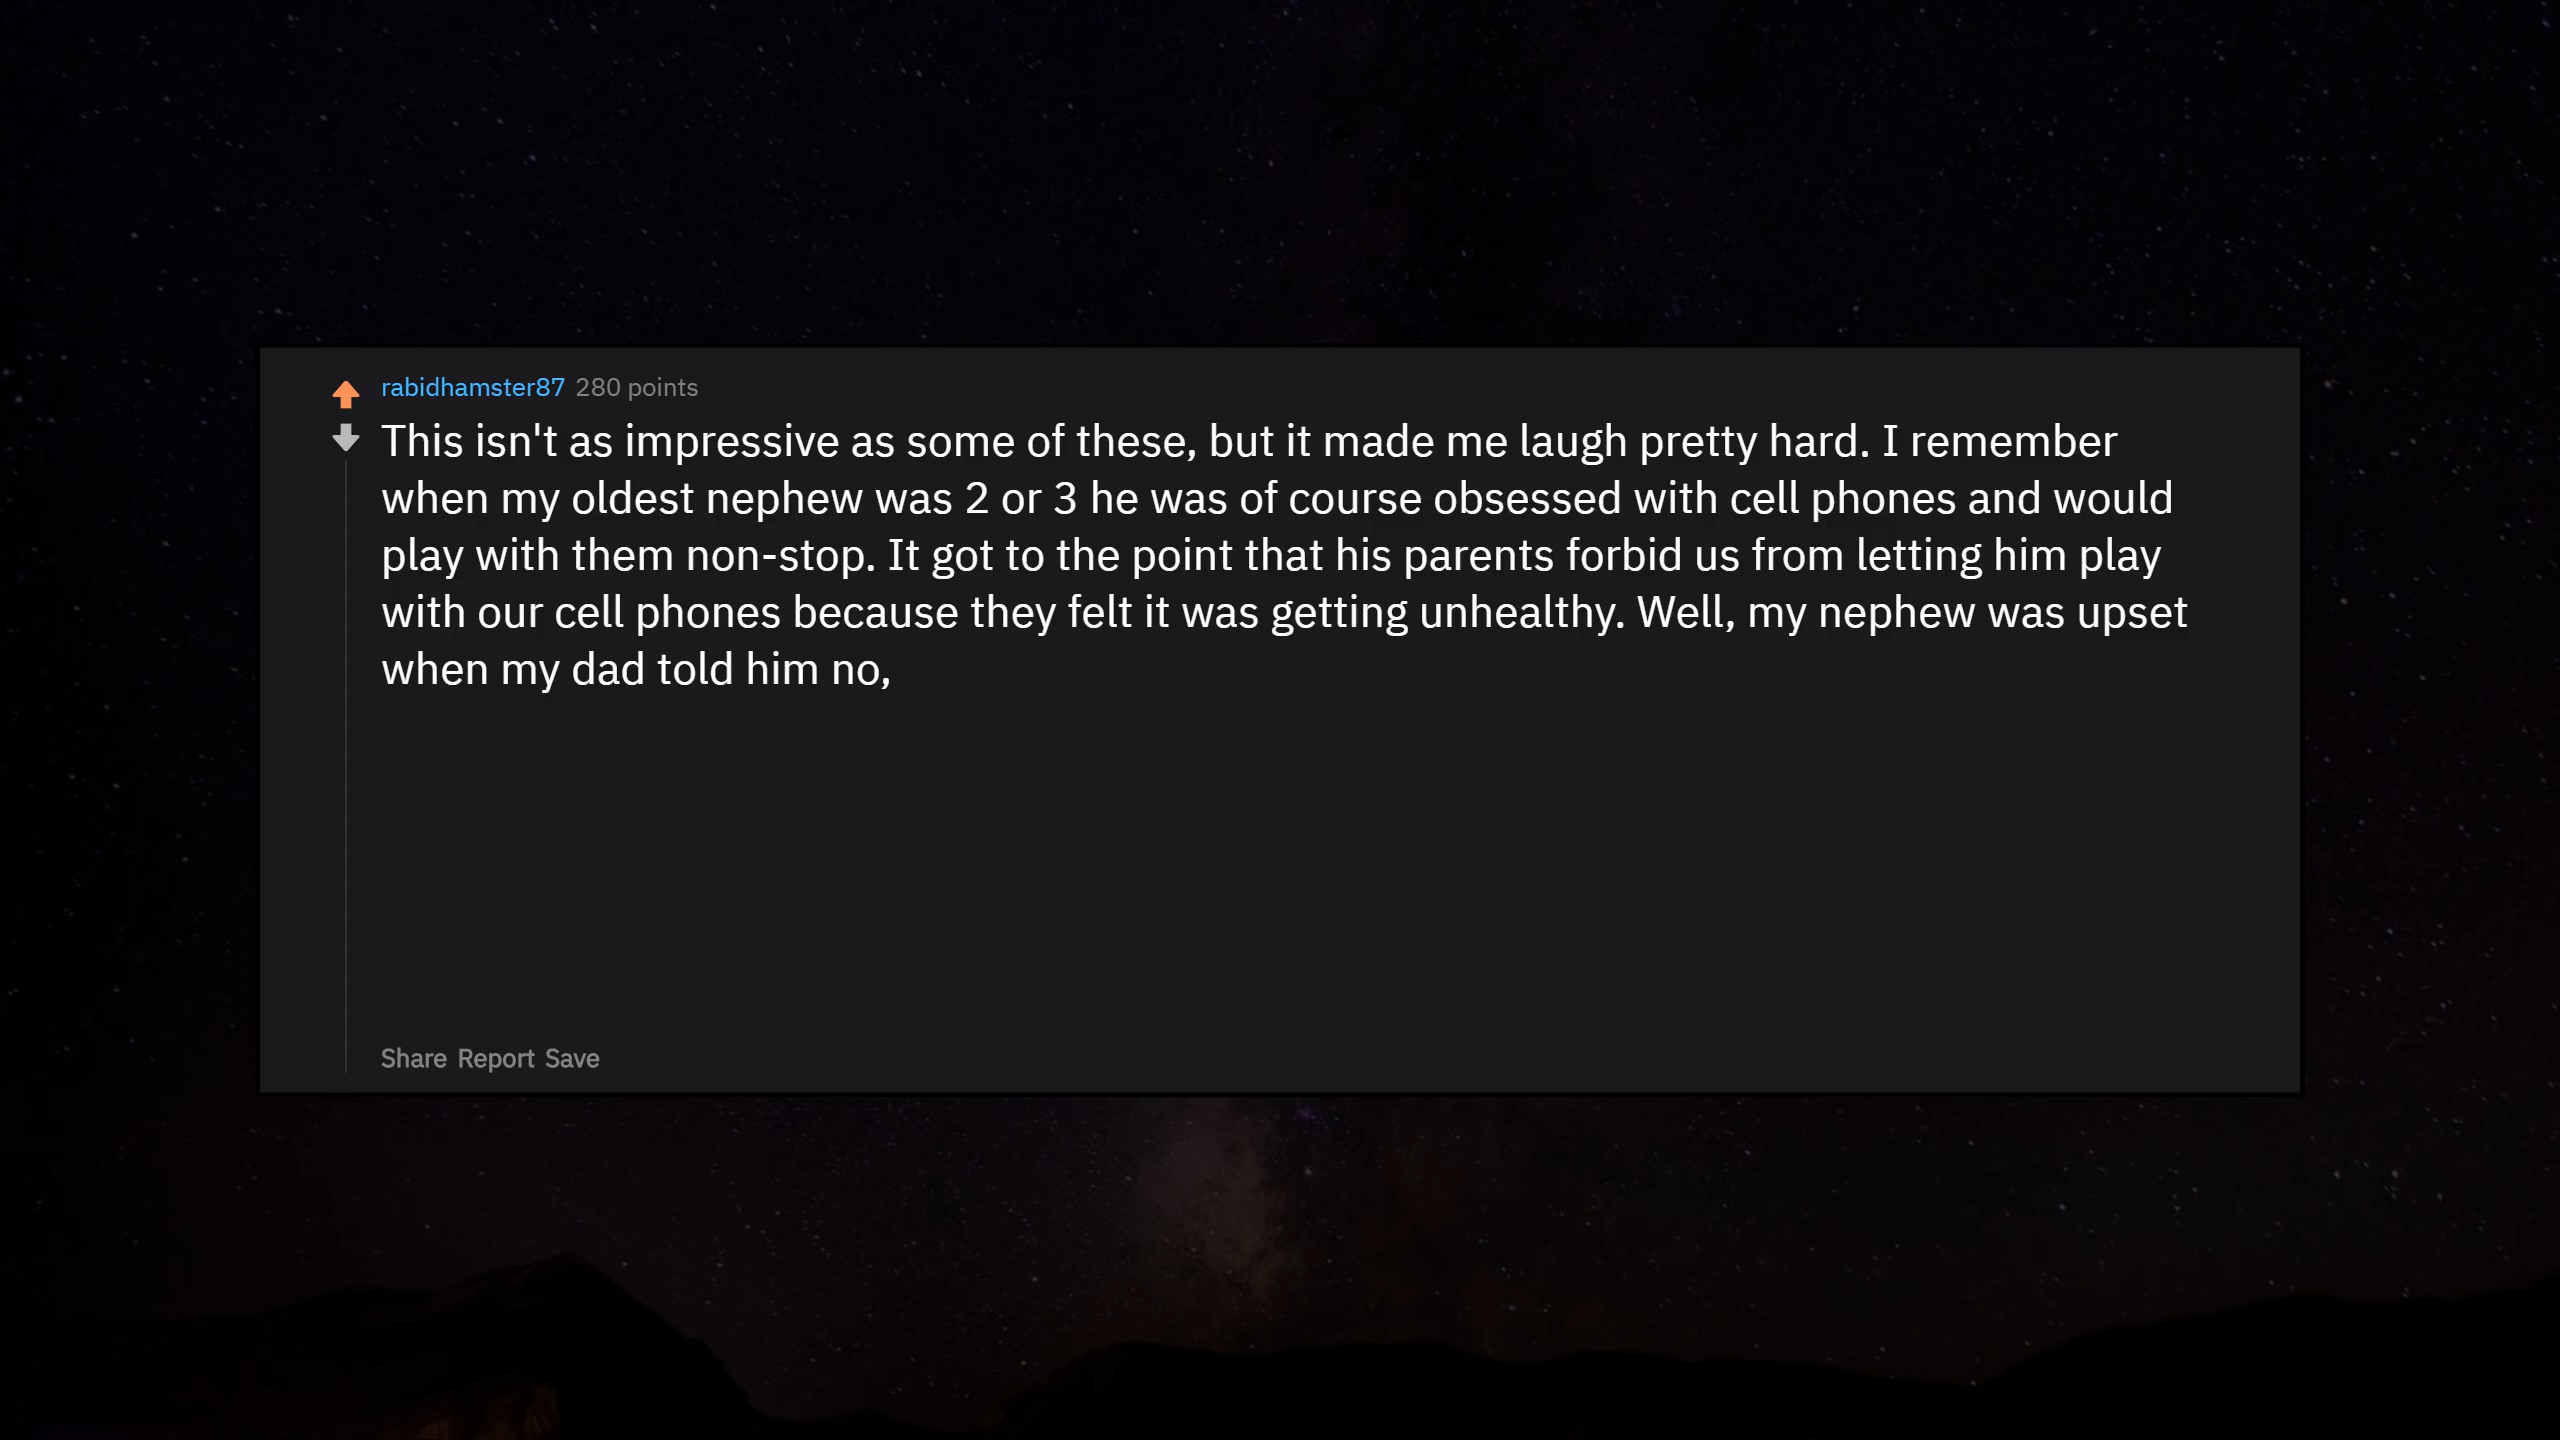 rabidhamster87 280 points
This isn't as impressive as some of these, but it made me laugh pretty hard. I remember
when my oldest nephew was 2 or 3 he was of course obsessed with cell phones and would
play with them non-stop. It got to the point that his parents forbid us from letting him play
with our cell phones because they felt it was getting unhealthy. Well, my nephew was upset
when my dad told him no,
Share Report Save